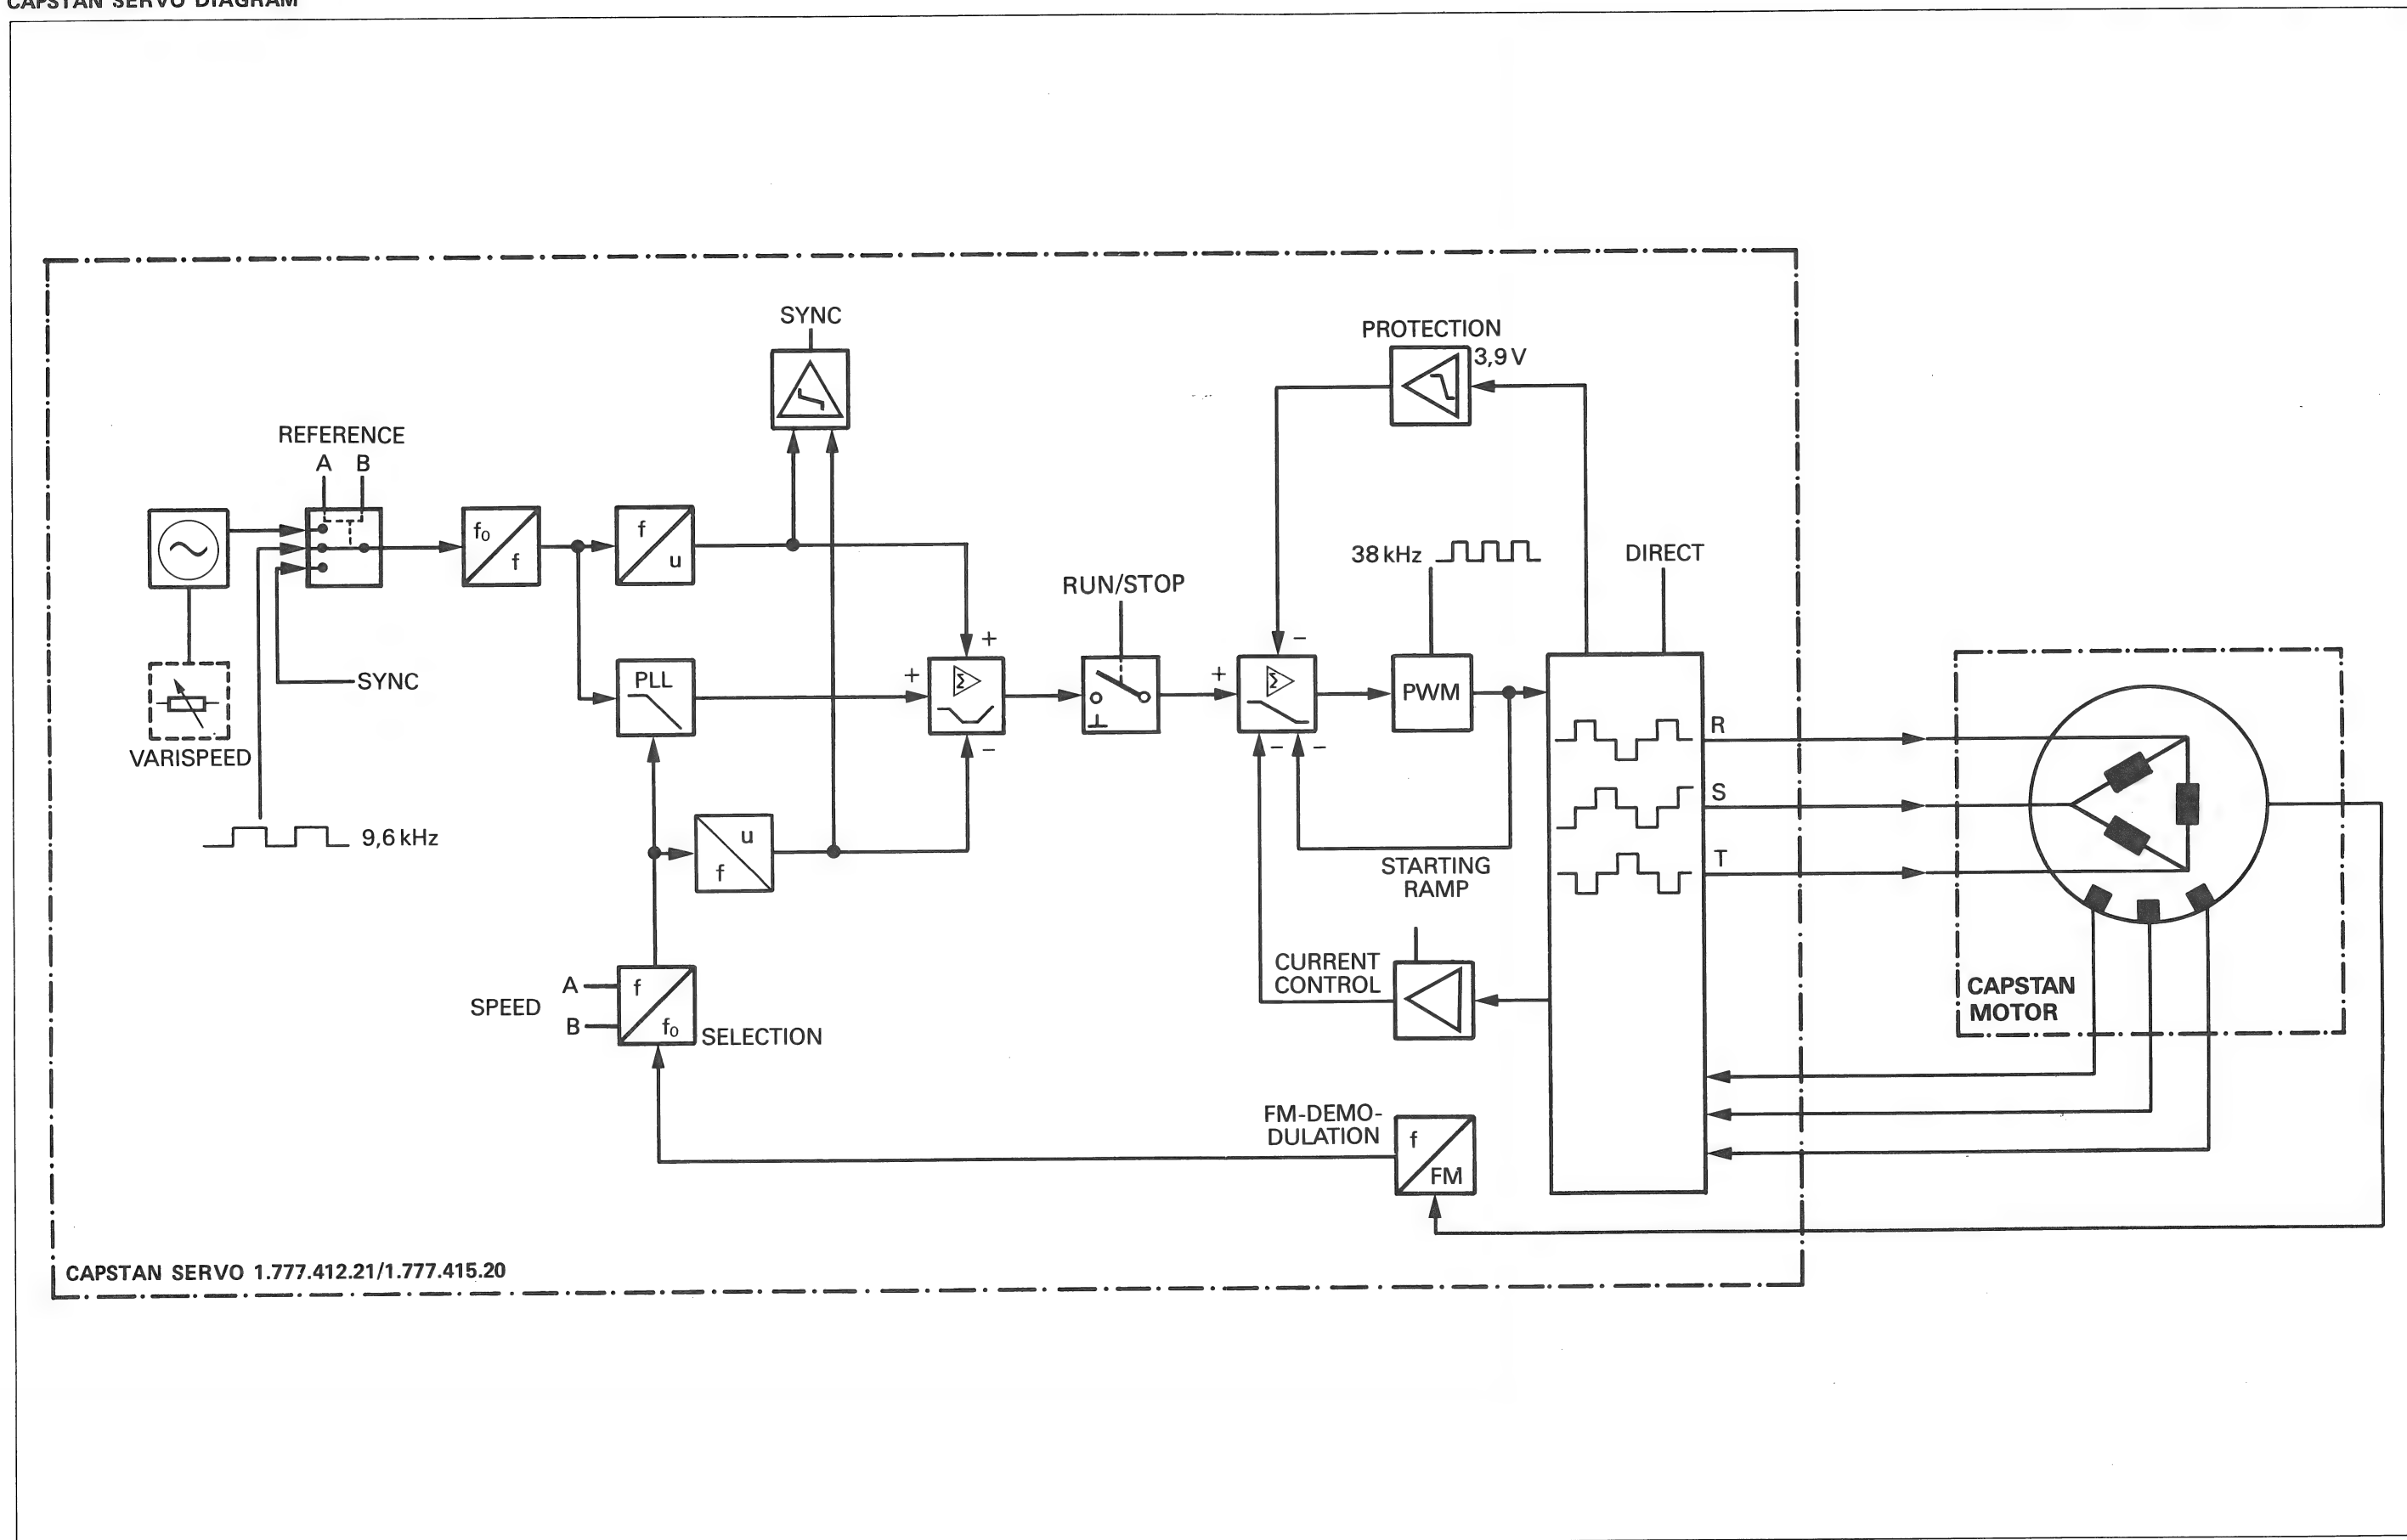 CAPSTAN SERVO DIAGRAM
SYNC
PROTECTION
3,9 V
REFERENCE
A B
f₀
f
f
u
38 kHz
DIRECT
RUN/STOP
+
−
SYNC
PLL
+
Σ
+
Σ
PWM
VARISPEED
−
−
−
R
S
T
9,6 kHz
u
f
STARTING
RAMP
CURRENT
CONTROL
SPEED
A
B
f
f₀
SELECTION
CAPSTAN
MOTOR
FM-DEMO-
DULATION
f
FM
CAPSTAN SERVO 1.777.412.21/1.777.415.20